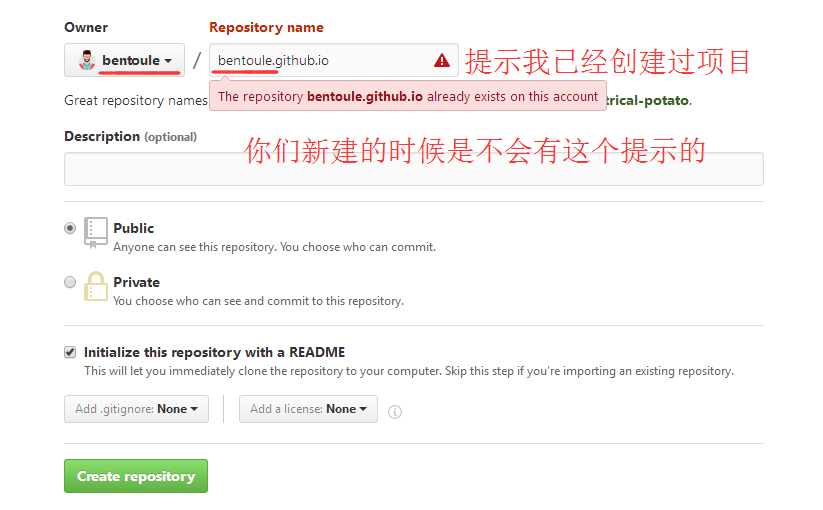 Owner
Repository name
bentoule / bentoule.github.io 提示我已经创建过项目
The repository bentoule.github.io already exists on this account
Great repository names trical-potato.
Description (optional)
你们新建的时候是不会有这个提示的
Public
Anyone can see this repository. You choose who can commit.
Private
You choose who can see and commit to this repository.
Initialize this repository with a README
This will let you immediately clone the repository to your computer. Skip this step if you’re importing an existing repository.
Add .gitignore: None Add a license: None
Create repository